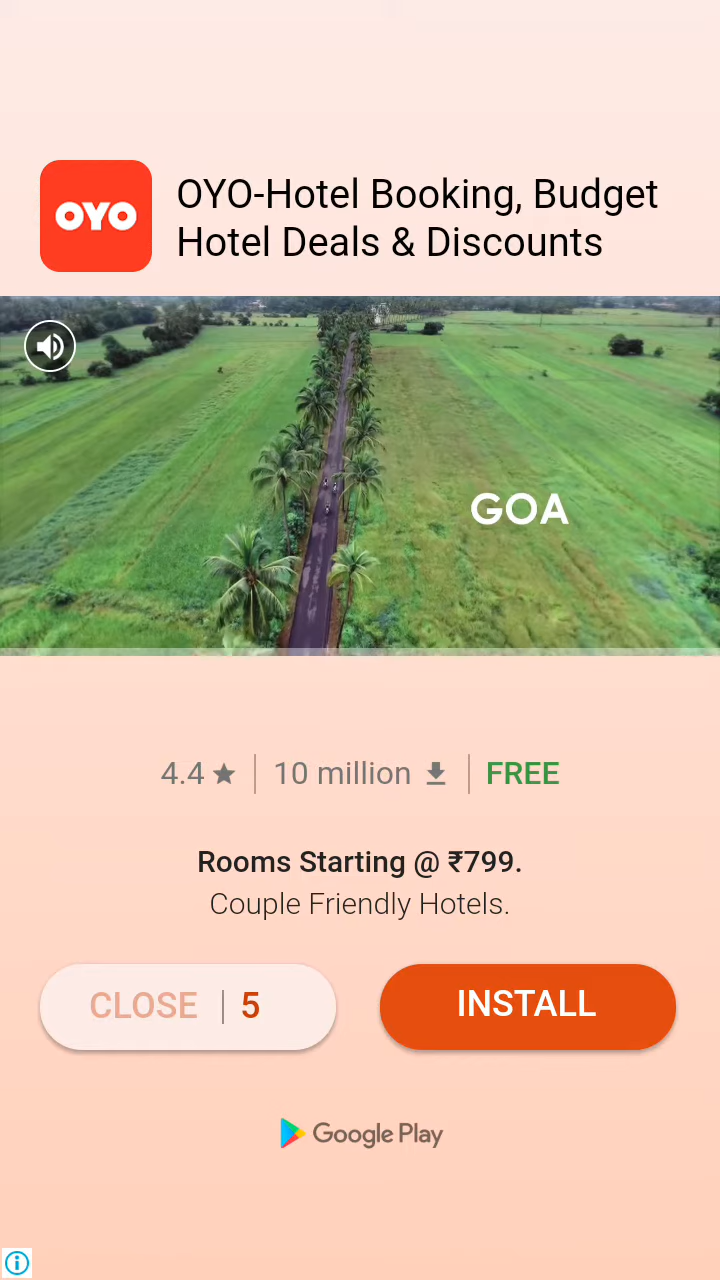 OYO
OYO-Hotel Booking, Budget
Hotel Deals & Discounts
GOA
4.4 ★ | 10 million | FREE
Rooms Starting @ ₹799.
Couple Friendly Hotels.
CLOSE | 5
INSTALL
Google Play